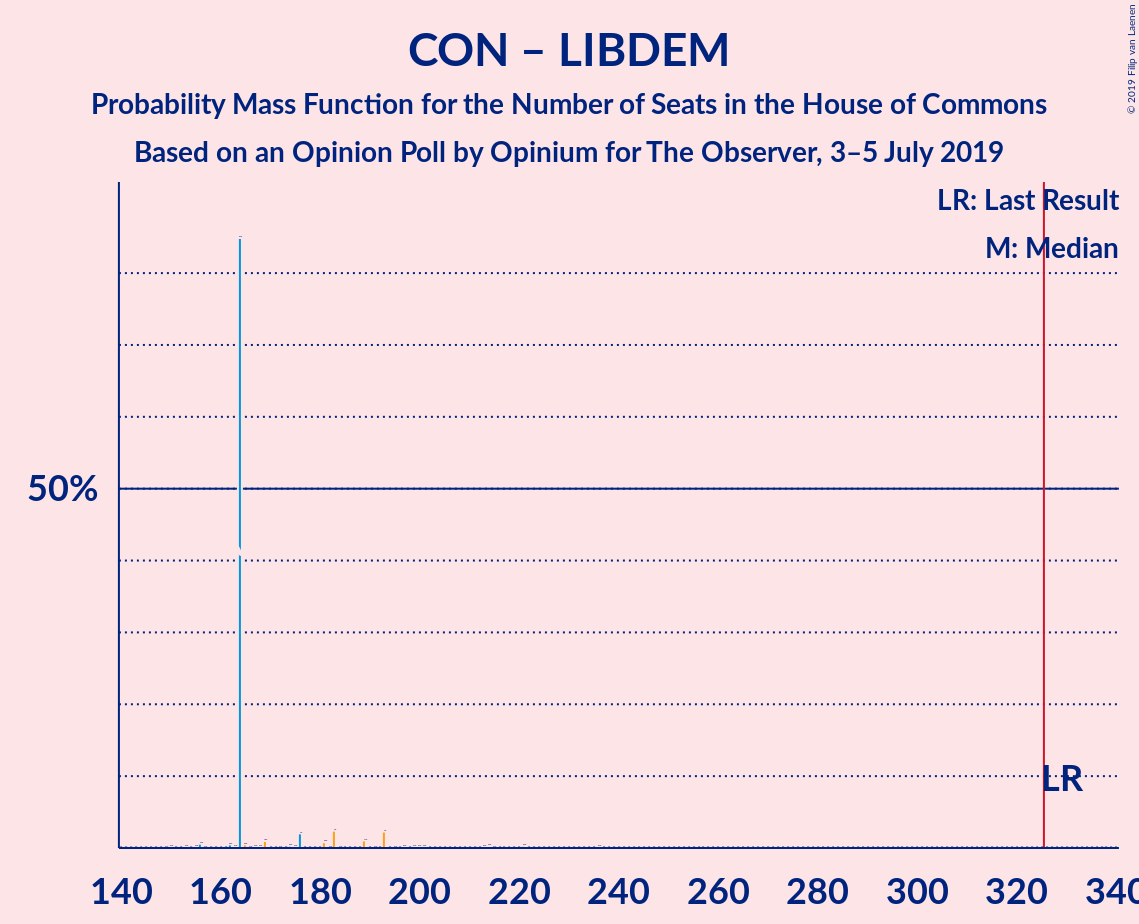 CON – LIBDEM
Probability Mass Function for the Number of Seats in the House of Commons
Based on an Opinion Poll by Opinium for The Observer, 3–5 July 2019
© 2019 Filip van Laenen
LR: Last Result
M: Median
50%
LR
140 160 180 200 220 240 260 280 300 320 340